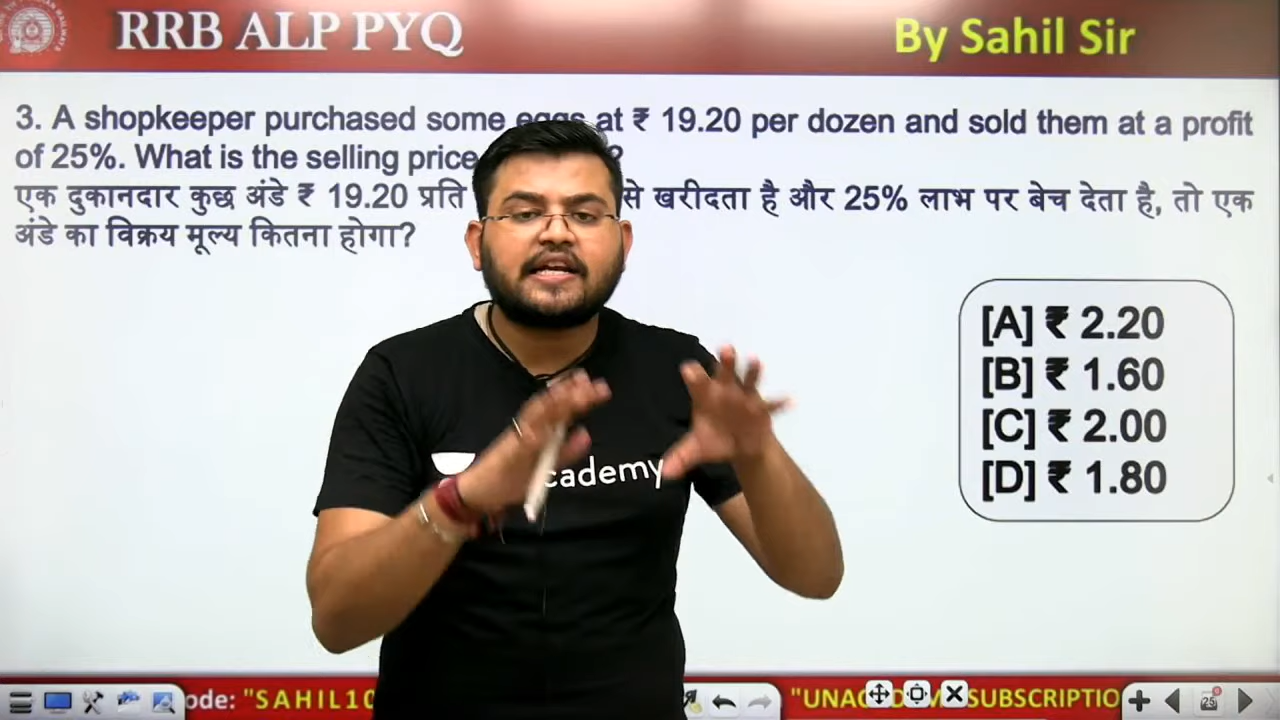 RRB ALP PYQ
By Sahil Sir
3. A shopkeeper purchased some eggs at ₹ 19.20 per dozen and sold them at a profit
of 25%. What is the selling price ?
एक दुकानदार कुछ अंडे ₹ 19.20 प्रति से खरीदता है और 25% लाभ पर बेच देता है, तो एक
अंडे का विक्रय मूल्य कितना होगा?
[A] ₹ 2.20
[B] ₹ 1.60
[C] ₹ 2.00
[D] ₹ 1.80
cademy
ode: "SAHIL10 "UNAC SUBSCRIPTIO
25